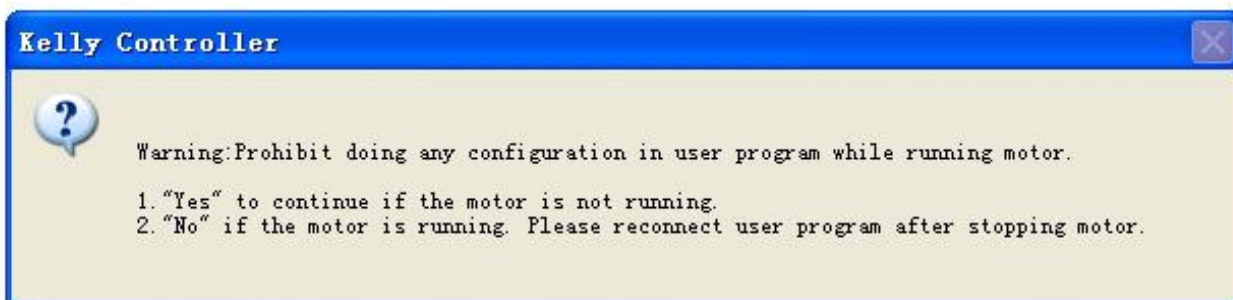 Kelly Controller
Warning:Prohibit doing any configuration in user program while running motor.
1."Yes" to continue if the motor is not running.
2."No" if the motor is running. Please reconnect user program after stopping motor.